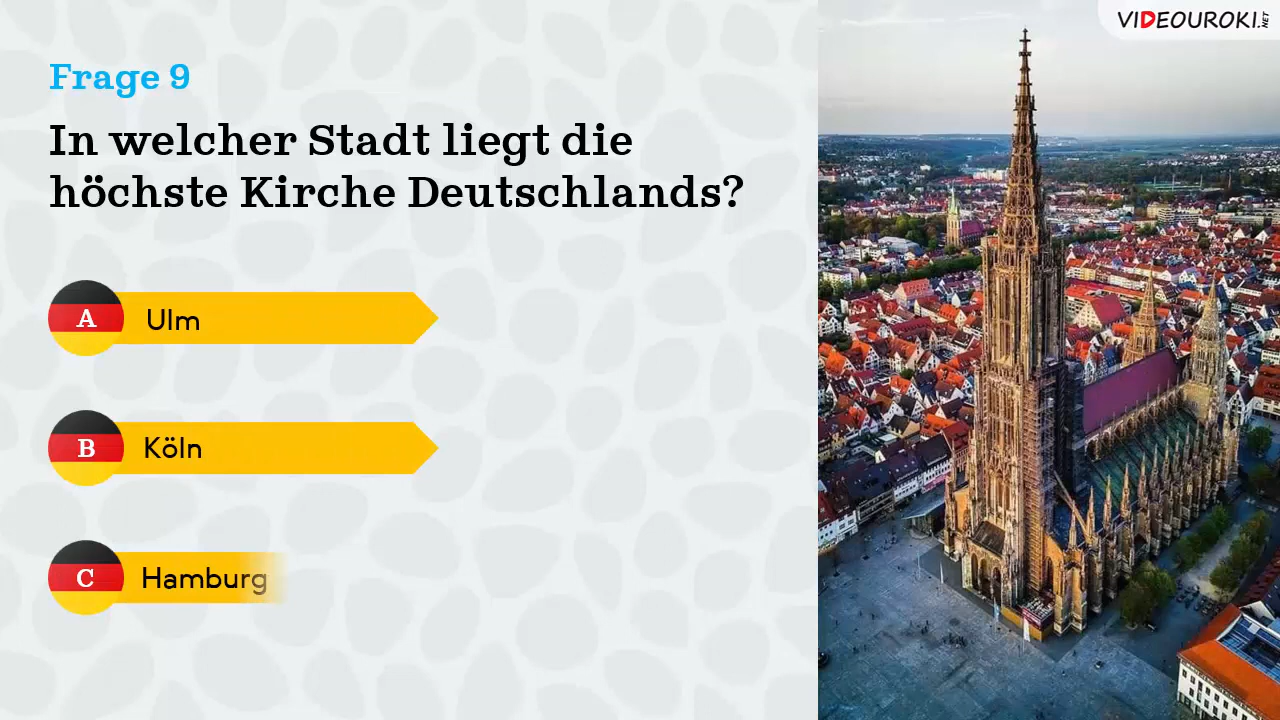 VIDEOUROKI.NET
Frage 9
In welcher Stadt liegt die
höchste Kirche Deutschlands?
A Ulm
B Köln
C Hamburg